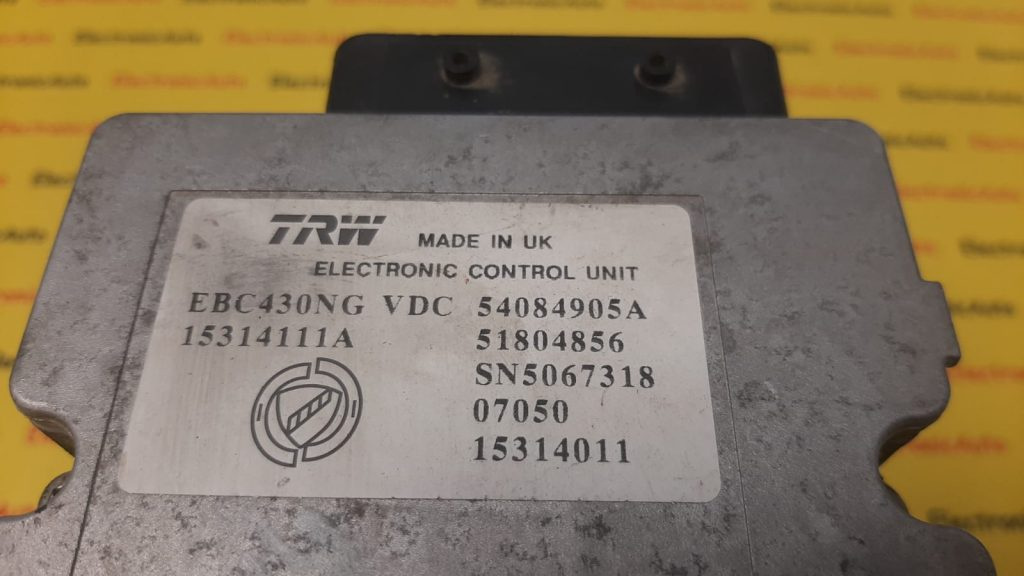 TRW MADE IN UK
ELECTRONIC CONTROL UNIT
EBC430NG VDC 54084905A
15314111A 51804856
SN5067318
07050
15314011